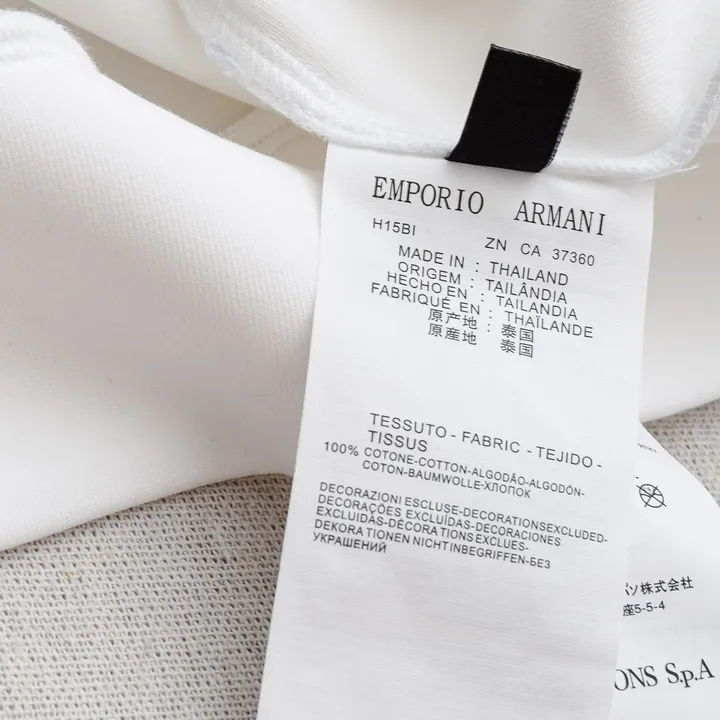 EMPORIO ARMANI
H15BI ZN CA 37360
MADE IN : THAILAND
ORIGEM : TAILÂNDIA
HECHO EN : TAILANDIA
FABRIQUÉ EN : THAÏLANDE
原产地 : 泰国
原産地 泰国
TESSUTO - FABRIC - TEJIDO -
TISSUS
100% COTONE-COTTON-ALGODÃO-ALGODÓN-
COTON-BAUMWOLLE-ХЛОПОК
DECORAZIONI ESCLUSE-DECORATIONSEXCLUDED-
DECORAÇÕES EXCLUÍDAS-DECORACIONES
EXCLUIDAS-DÉCORATIONS EXCLUES-
DEKORATIONEN NICHTINBEGRIFFEN-БЕЗ
УКРАШЕНИЙ
パン株式会社
座5-5-4
ONS S.p.A